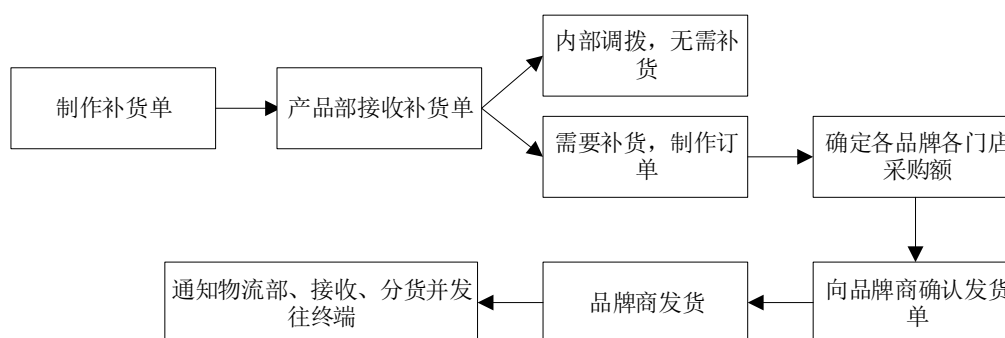 制作补货单
产品部接收补货单
内部调拨，无需补
货
需要补货，制作订
单
确定各品牌各门店
采购额
向品牌商确认发货
单
品牌商发货
通知物流部、接收、分货并发
往终端